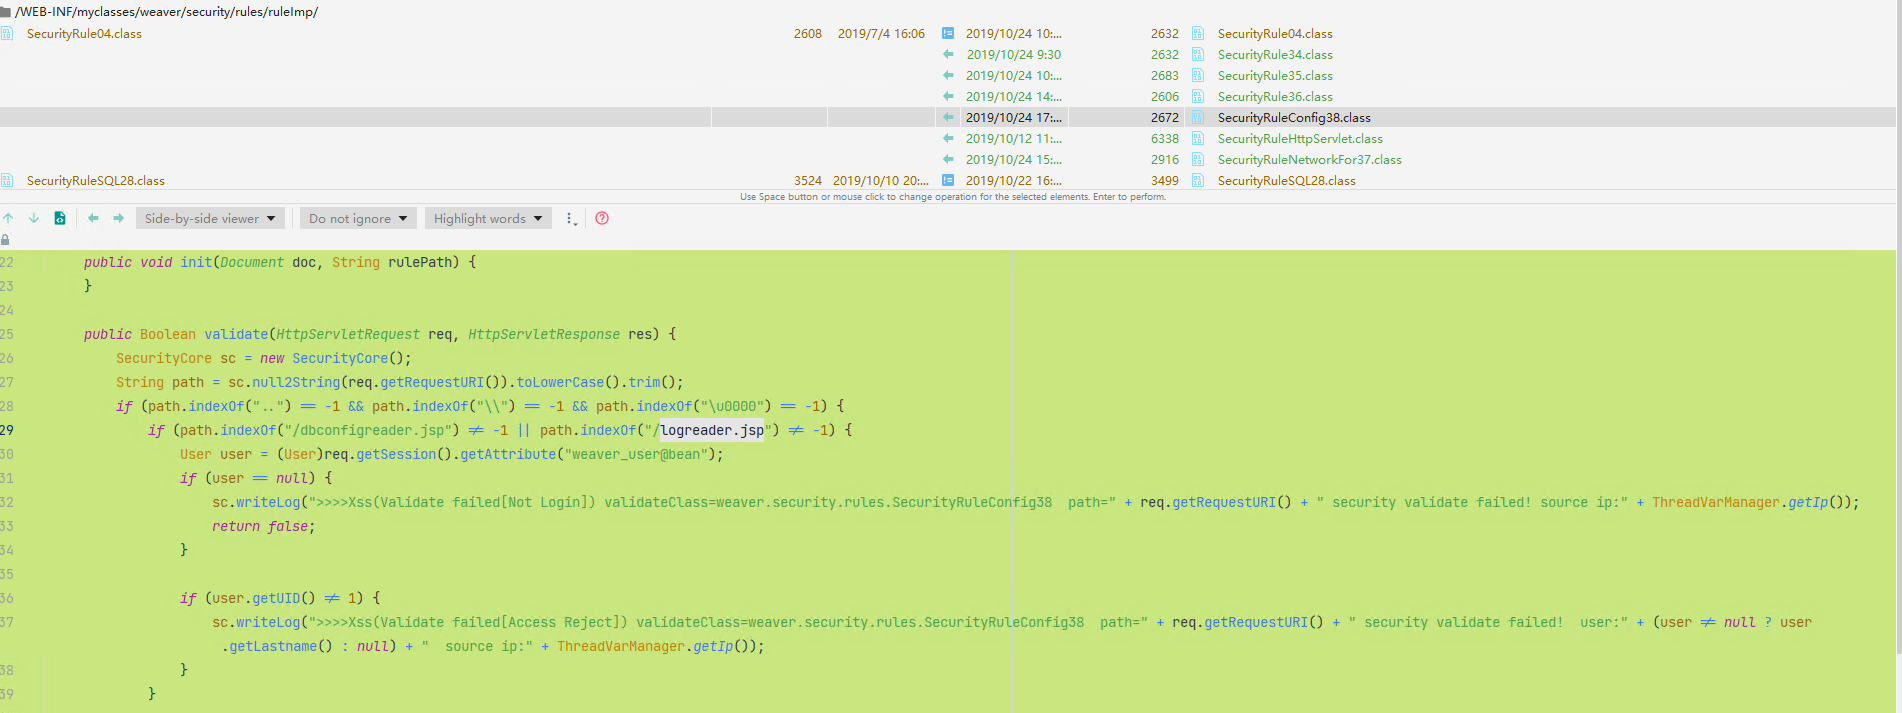 /WEB-INF/myclasses/weaver/security/rules/ruleImp/
SecurityRule04.class 2608 2019/7/4 16:06 2019/10/24 10:... 2632 SecurityRule04.class
2019/10/24 9:30 2632 SecurityRule34.class
2019/10/24 10:... 2683 SecurityRule35.class
2019/10/24 14:... 2606 SecurityRule36.class
2019/10/24 17:... 2672 SecurityRuleConfig38.class
2019/10/12 11:... 6338 SecurityRuleHttpServlet.class
2019/10/24 15:... 2916 SecurityRuleNetworkFor37.class
SecurityRuleSQL28.class 3524 2019/10/10 20:... 2019/10/22 16:... 3499 SecurityRuleSQL28.class
Use Space button or mouse click to change operation for the selected elements. Enter to perform.
Side-by-side viewer Do not ignore Highlight words
22 public void init(Document doc, String rulePath) {
23 }
24
25 public Boolean validate(HttpServletRequest req, HttpServletResponse res) {
26 SecurityCore sc = new SecurityCore();
27 String path = sc.null2String(req.getRequestURI()).toLowerCase().trim();
28 if (path.indexOf("..") == -1 && path.indexOf("\\") == -1 && path.indexOf("\u0000") == -1) {
29 if (path.indexOf("/dbconfigreader.jsp") != -1 || path.indexOf("/logreader.jsp") != -1) {
30 User user = (User)req.getSession().getAttribute("weaver_user@bean");
31 if (user == null) {
32 sc.writeLog(">>>>Xss(Validate failed[Not Login]) validateClass=weaver.security.rules.SecurityRuleConfig38  path=" + req.getRequestURI() + " security validate failed! source ip:" + ThreadVarManager.getIp());
33 return false;
34 }
35
36 if (user.getUID() != 1) {
37 sc.writeLog(">>>>Xss(Validate failed[Access Reject]) validateClass=weaver.security.rules.SecurityRuleConfig38  path=" + req.getRequestURI() + " security validate failed!  user:" + (user != null ? user
.getLastname() : null) + "  source ip:" + ThreadVarManager.getIp());
38 }
39 }